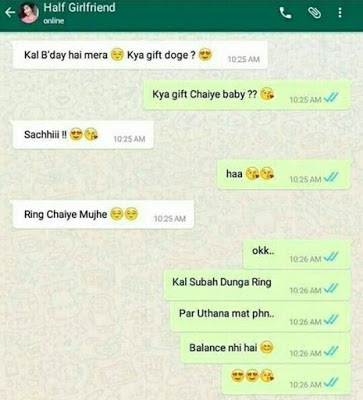 Half Girlfriend
online
Kal B'day hai mera 😌 Kya gift doge ? 😍
10:25 AM
Kya gift Chaiye baby ?? 😘
10:25 AM
Sachhiii !! 😍😘
10:25 AM
haa 😘😘
10:25 AM
Ring Chaiye Mujhe 😌😌
10:25 AM
okk..
10:26 AM
Kal Subah Dunga Ring
10:26 AM
Par Uthana mat phn..
10:26 AM
Balance nhi hai 😊
10:26 AM
😍😍😘
10:26 AM